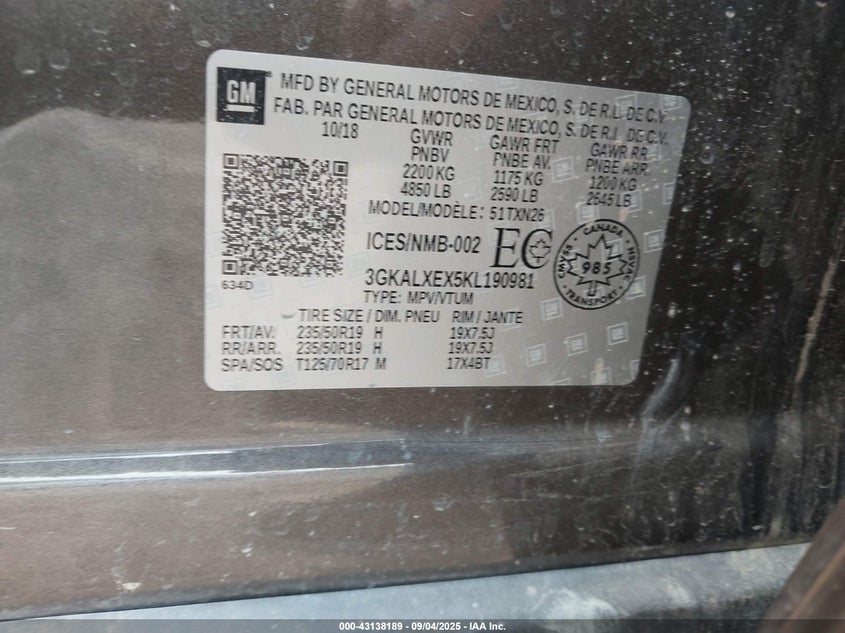 GM
MFD BY GENERAL MOTORS DE MEXICO, S. DE R.L. DE C.V.
FAB. PAR GENERAL MOTORS DE MEXICO, S. DE R.L. DE C.V.
10/18 GVWR GAWR FRT GAWR RR
PNBV PNBE AV. PNBE ARR.
2200 KG 1175 KG 1200 KG
4850 LB 2590 LB 2645 LB
MODEL/MODÈLE: 51TXN26
ICES/NMB-002 EC
CANADA
CMVSS 985 NSVAC
TRANSPORT
634D
3GKALXEX5KL190981
TYPE: MPV/VTUM
TIRE SIZE / DIM. PNEU RIM / JANTE
FRT/AV. 235/50R19 H 19X7.5J
RR/ARR. 235/50R19 H 19X7.5J
SPA/SOS T125/70R17 M 17X4BT
000-43138189 - 09/04/2025 - IAA Inc.